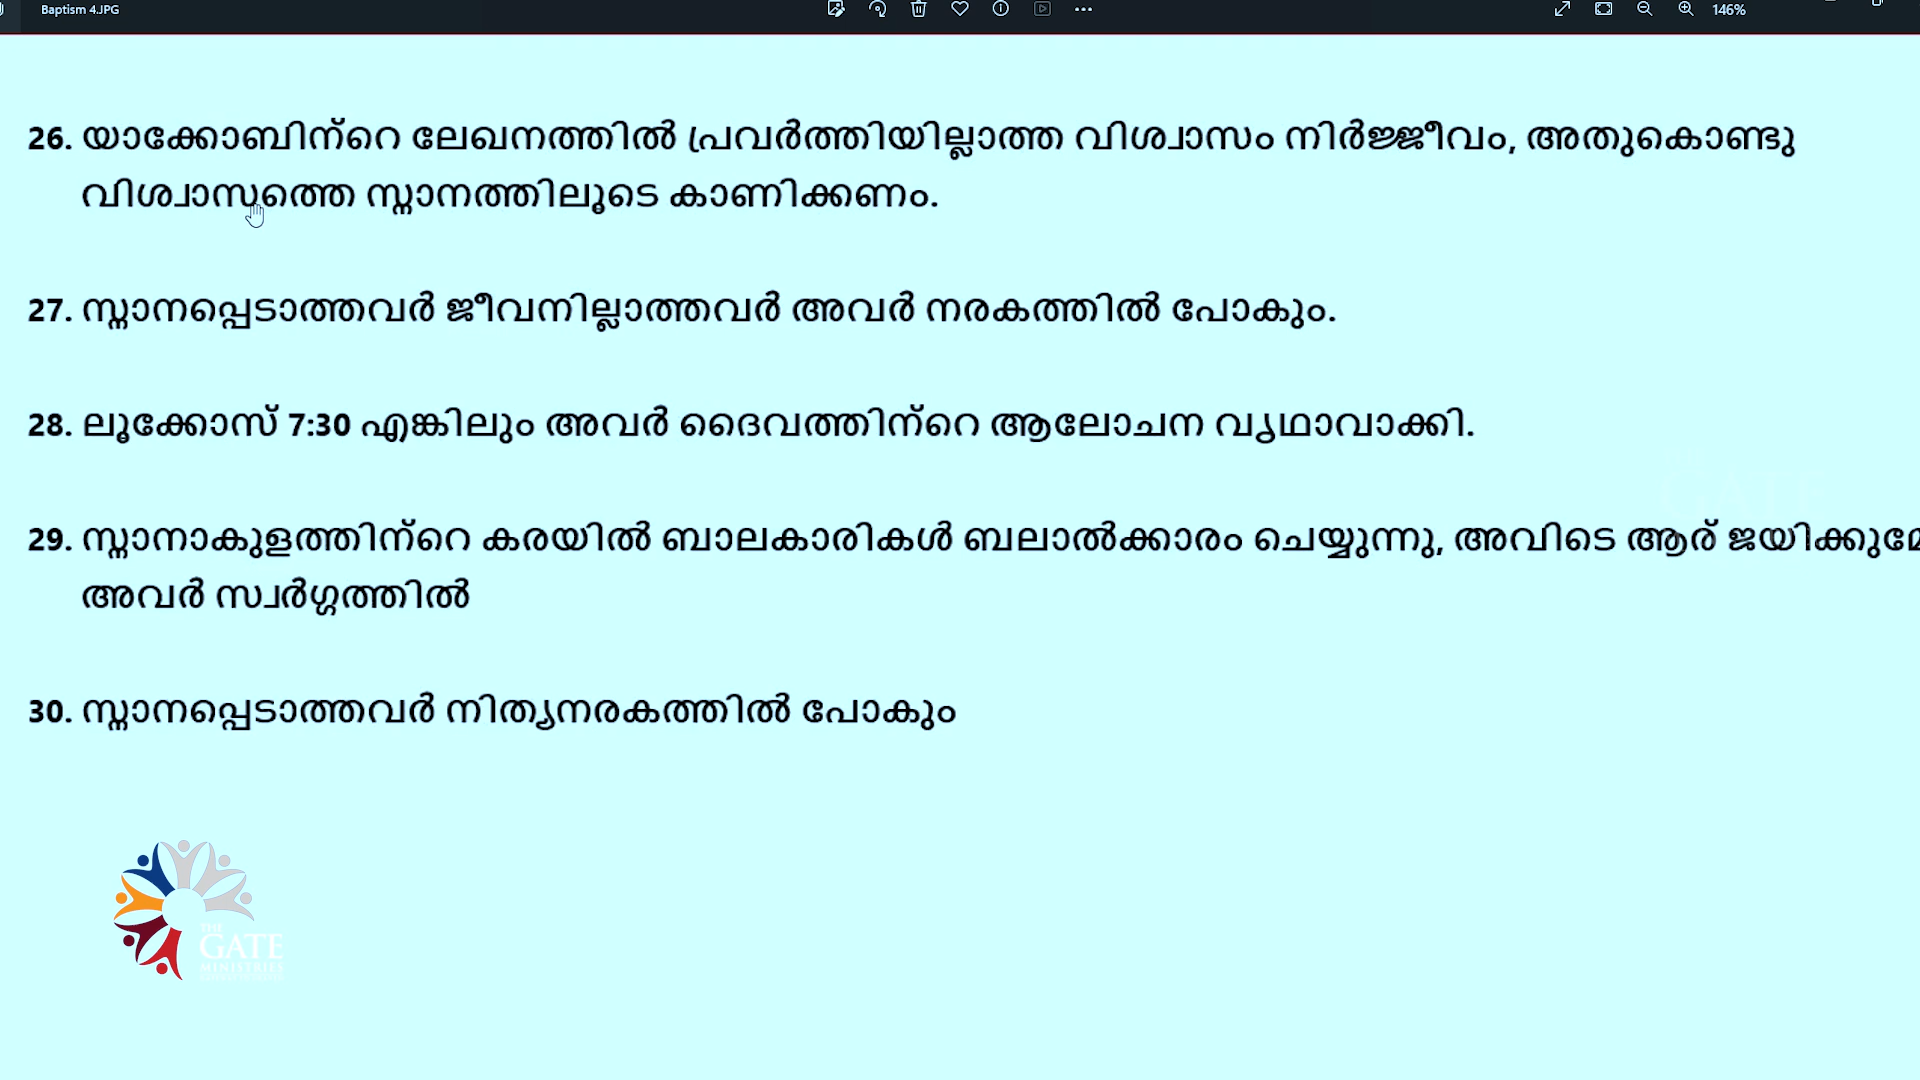 Baptism 4.JPG
146%
26. യാക്കോബിന്റെ ലേഖനത്തിൽ പ്രവർത്തിയില്ലാത്ത വിശ്വാസം നിർജ്ജീവം, അതുകൊണ്ടു
വിശ്വാസത്തെ സ്നാനത്തിലൂടെ കാണിക്കണം.
27. സ്നാനപ്പെടാത്തവർ ജീവനില്ലാത്തവർ അവർ നരകത്തിൽ പോകും.
28. ലൂക്കോസ് 7:30 എങ്കിലും അവർ ദൈവത്തിന്റെ ആലോചന വൃഥാവാക്കി.
29. സ്നാനാകുളത്തിന്റെ കരയിൽ ബാലകാരികൾ ബലാൽക്കാരം ചെയ്യുന്നു, അവിടെ ആര്
അവർ സ്വർഗ്ഗത്തിൽ
30. സ്നാനപ്പെടാത്തവർ നിത്യനരകത്തിൽ പോകും
THE
GATE
MINISTRIES